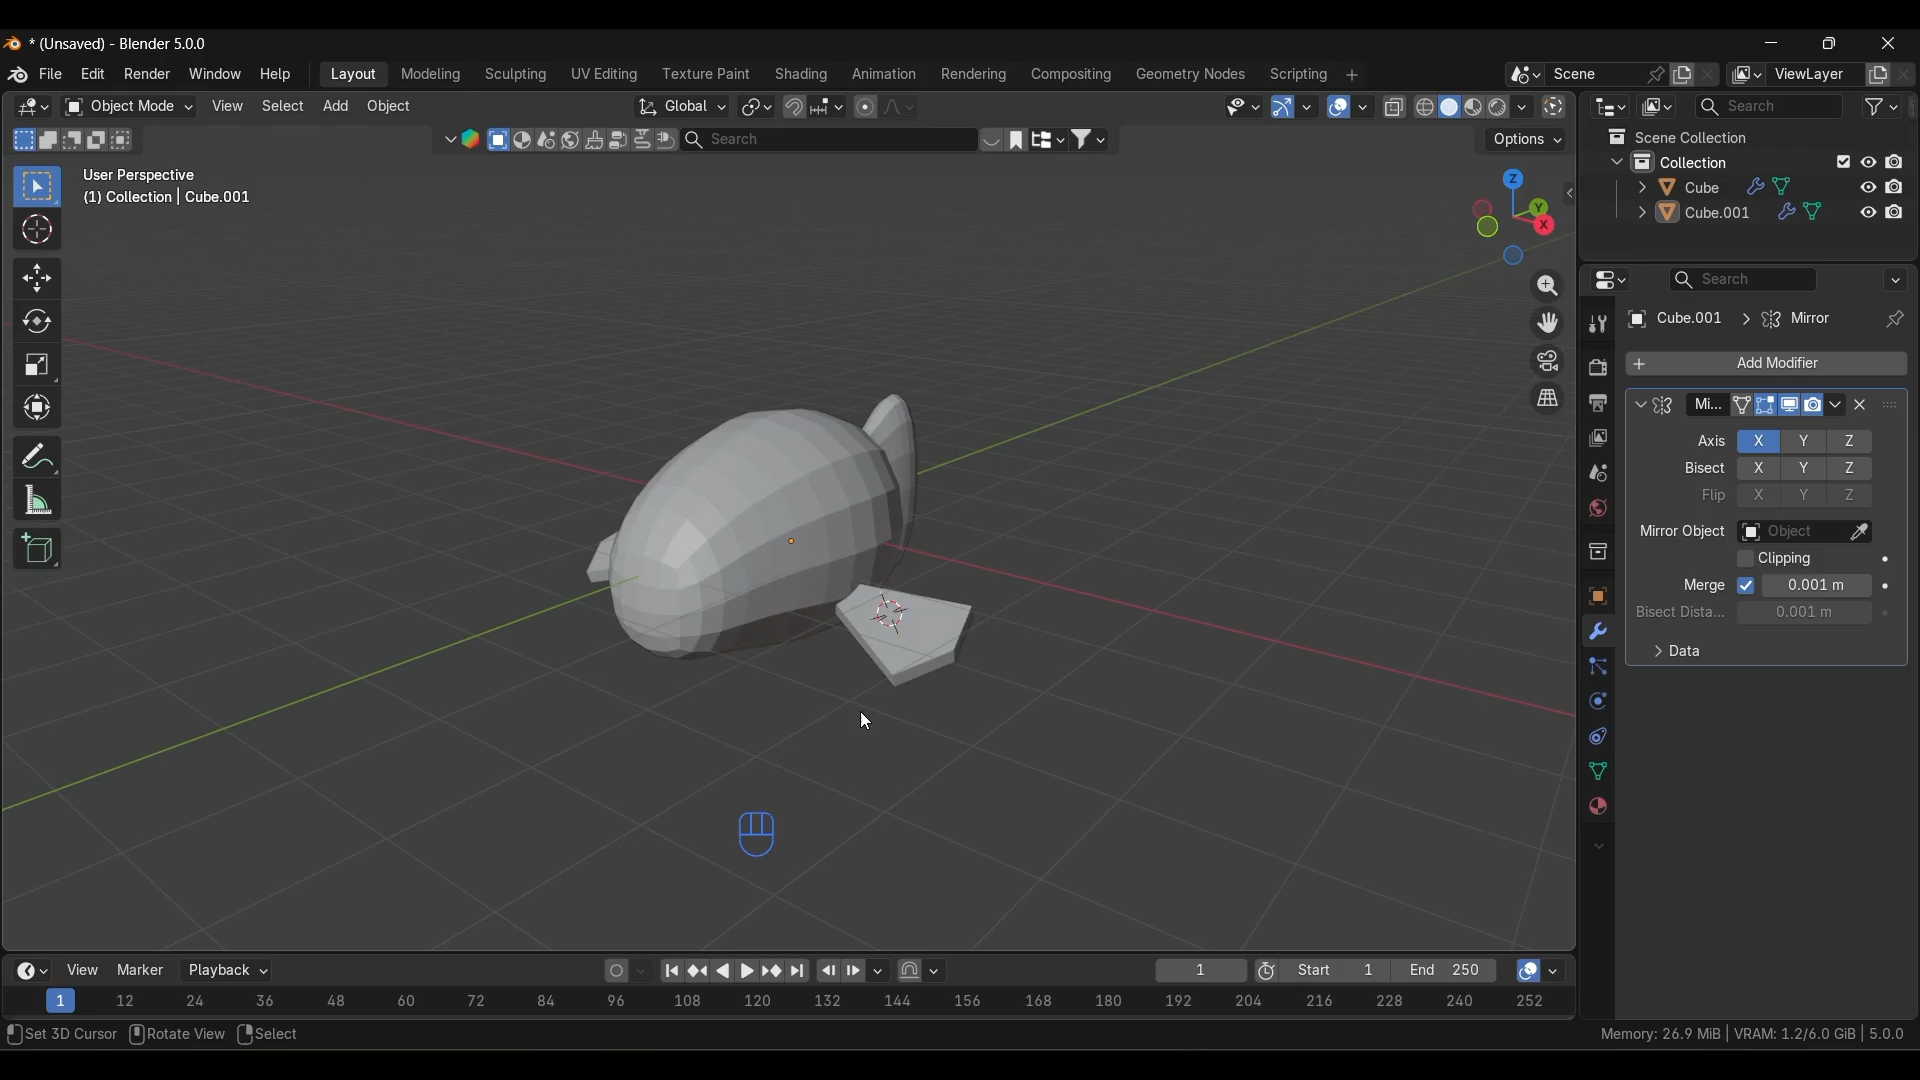 * (Unsaved) - Blender 5.0.0
File Edit Render Window Help Layout Modeling Sculpting UV Editing Texture Paint Shading Animation Rendering Compositing Geometry Nodes Scripting + Scene ViewLayer
Object Mode View Select Add Object Global Search
Search Options
User Perspective
(1) Collection | Cube.001
Z
Y
X
Scene Collection
Collection
Cube
Cube.001
Search
Cube.001 > Mirror
+ Add Modifier
Mi...
Axis X Y Z
Bisect X Y Z
Flip X Y Z
Mirror Object Object
Clipping
Merge 0.001 m
Bisect Dista... 0.001 m
Data
View Marker Playback 1 Start 1 End 250
1 12 24 36 48 60 72 84 96 108 120 132 144 156 168 180 192 204 216 228 240 252
Set 3D Cursor Rotate View Select Memory: 26.9 MiB | VRAM: 1.2/6.0 GiB | 5.0.0